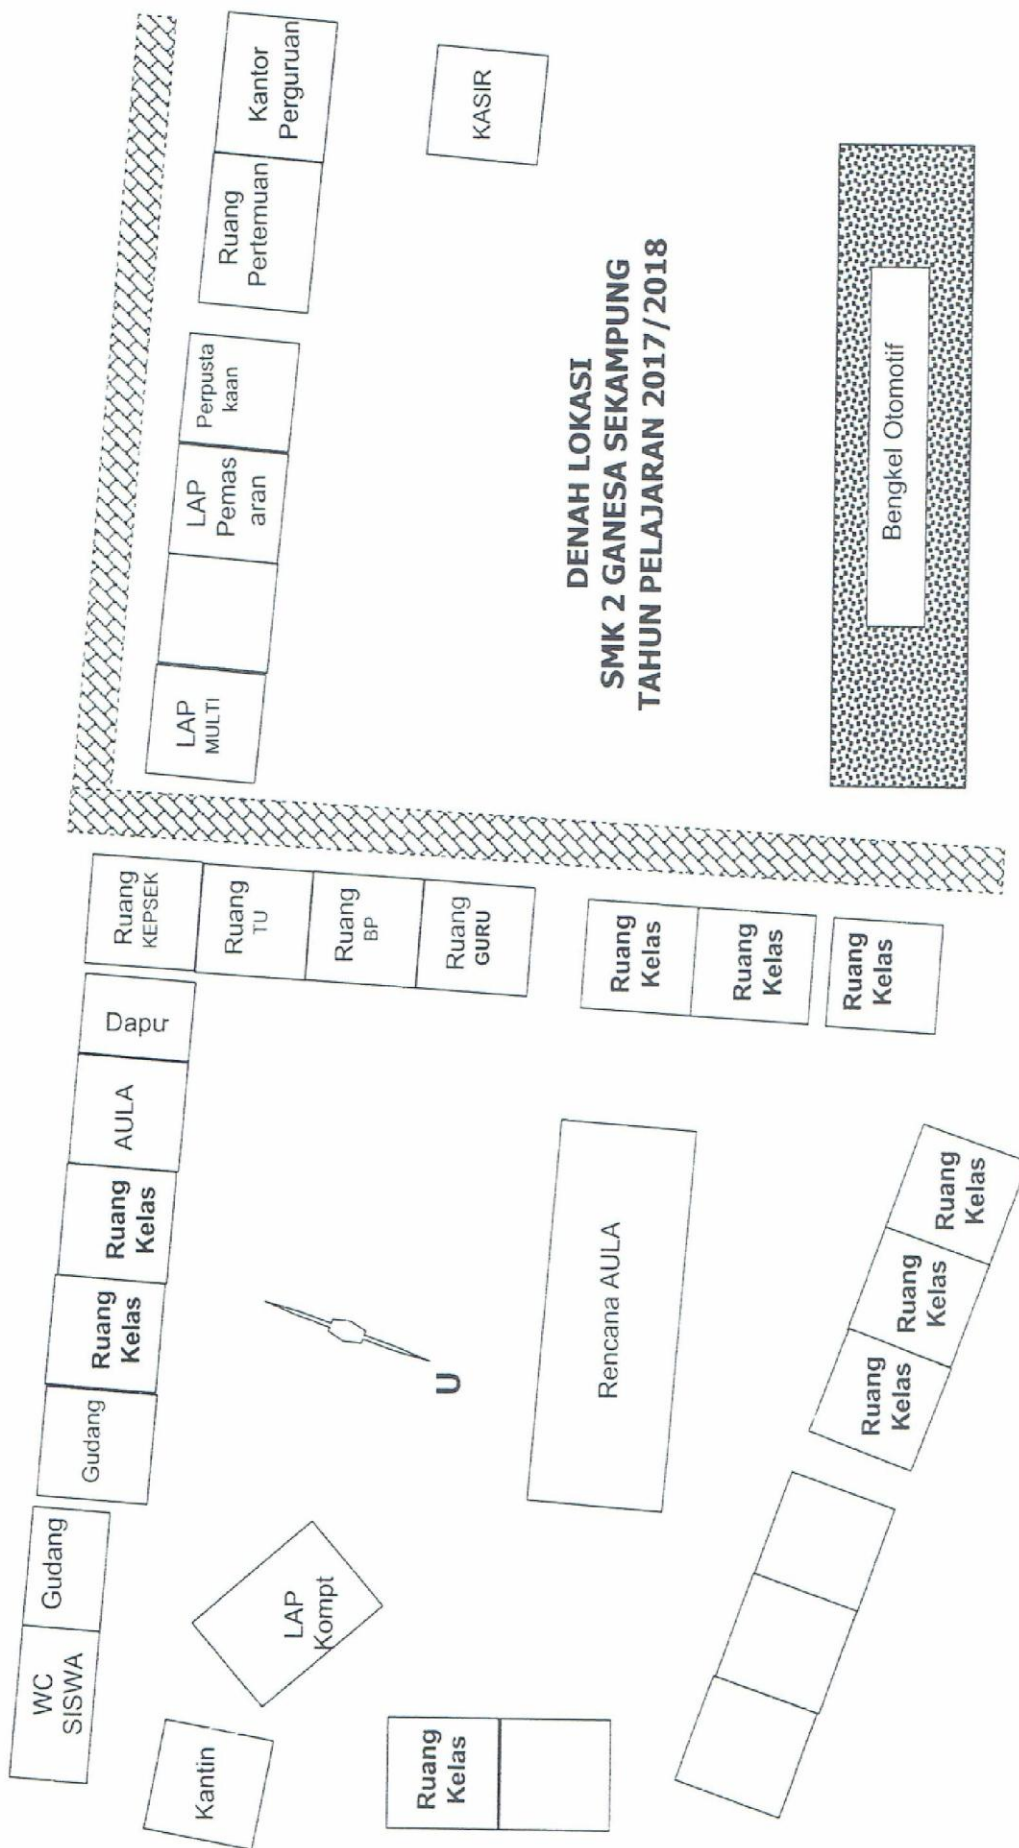 DENAH LOKASI
SMK 2 GANESA SEKAMPUNG
TAHUN PELAJARAN 2017/2018
WC
SISWA
Gudang
Gudang
Ruang
Kelas
Ruang
Kelas
AULA
Dapur
Ruang
KEPSEK
Ruang
TU
Ruang
BP
Ruang
GURU
LAP
MULTI
LAP
Pemas
aran
Perpusta
kaan
Ruang
Pertemuan
Kantor
Perguruan
KASIR
Kantin
LAP
Kompt
U
Ruang
Kelas
Rencana AULA
Ruang
Kelas
Ruang
Kelas
Ruang
Kelas
Ruang
Kelas
Ruang
Kelas
Ruang
Kelas
Bengkel Otomotif